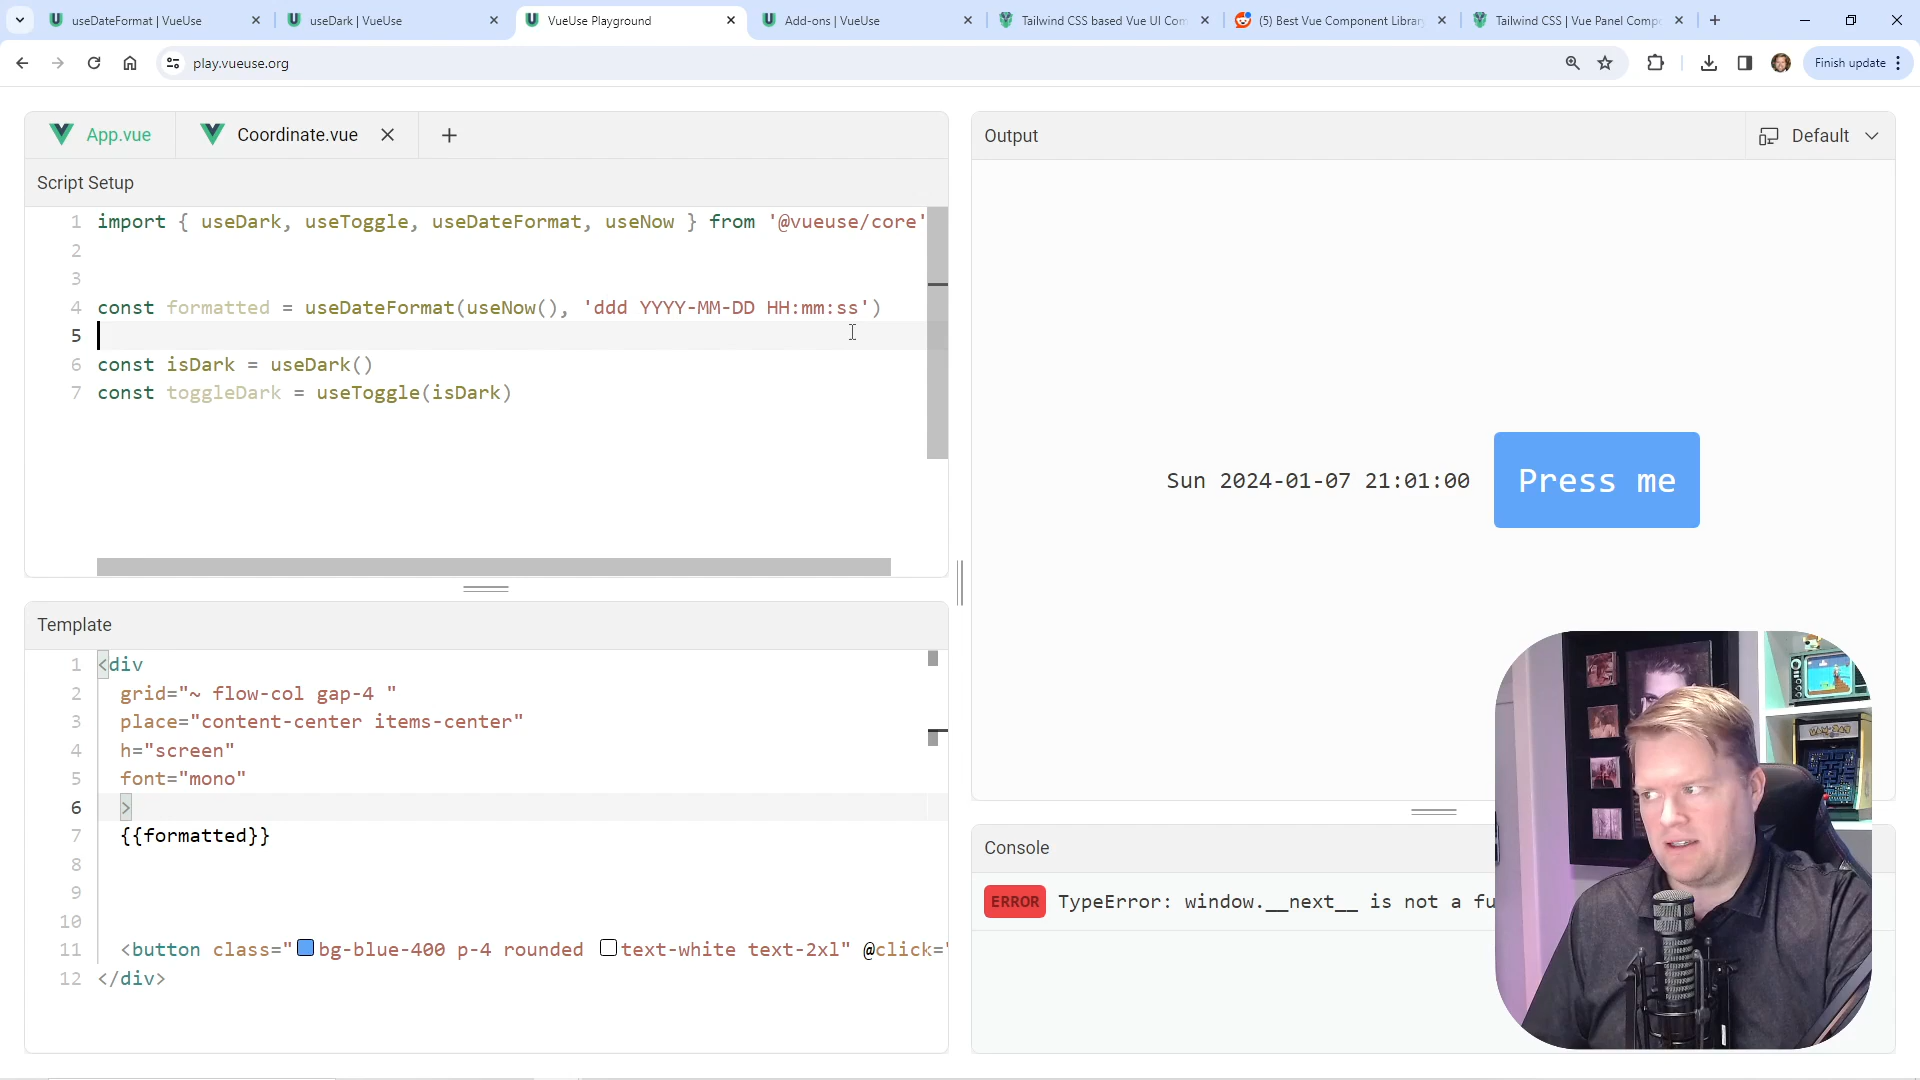 useDateFormat | VueUse
useDark | VueUse
VueUse Playground
Add-ons | VueUse
Tailwind CSS based Vue UI Com
(5) Best Vue Component Library
Tailwind CSS | Vue Panel Compo
play.vueuse.org
Finish update
App.vue
Coordinate.vue
Script Setup
1 import { useDark, useToggle, useDateFormat, useNow } from '@vueuse/core'
2
3
4 const formatted = useDateFormat(useNow(), 'ddd YYYY-MM-DD HH:mm:ss')
5
6 const isDark = useDark()
7 const toggleDark = useToggle(isDark)
Template
1 <div
2 grid="~ flow-col gap-4 "
3 place="content-center items-center"
4 h="screen"
5 font="mono"
6 >
7 {{formatted}}
8
9
10
11 <button class="bg-blue-400 p-4 rounded text-white text-2xl" @click="
12 </div>
Output
Default
Sun 2024-01-07 21:01:00
Press me
Console
ERROR TypeError: window.__next__ is not a fu
PAC-MAN